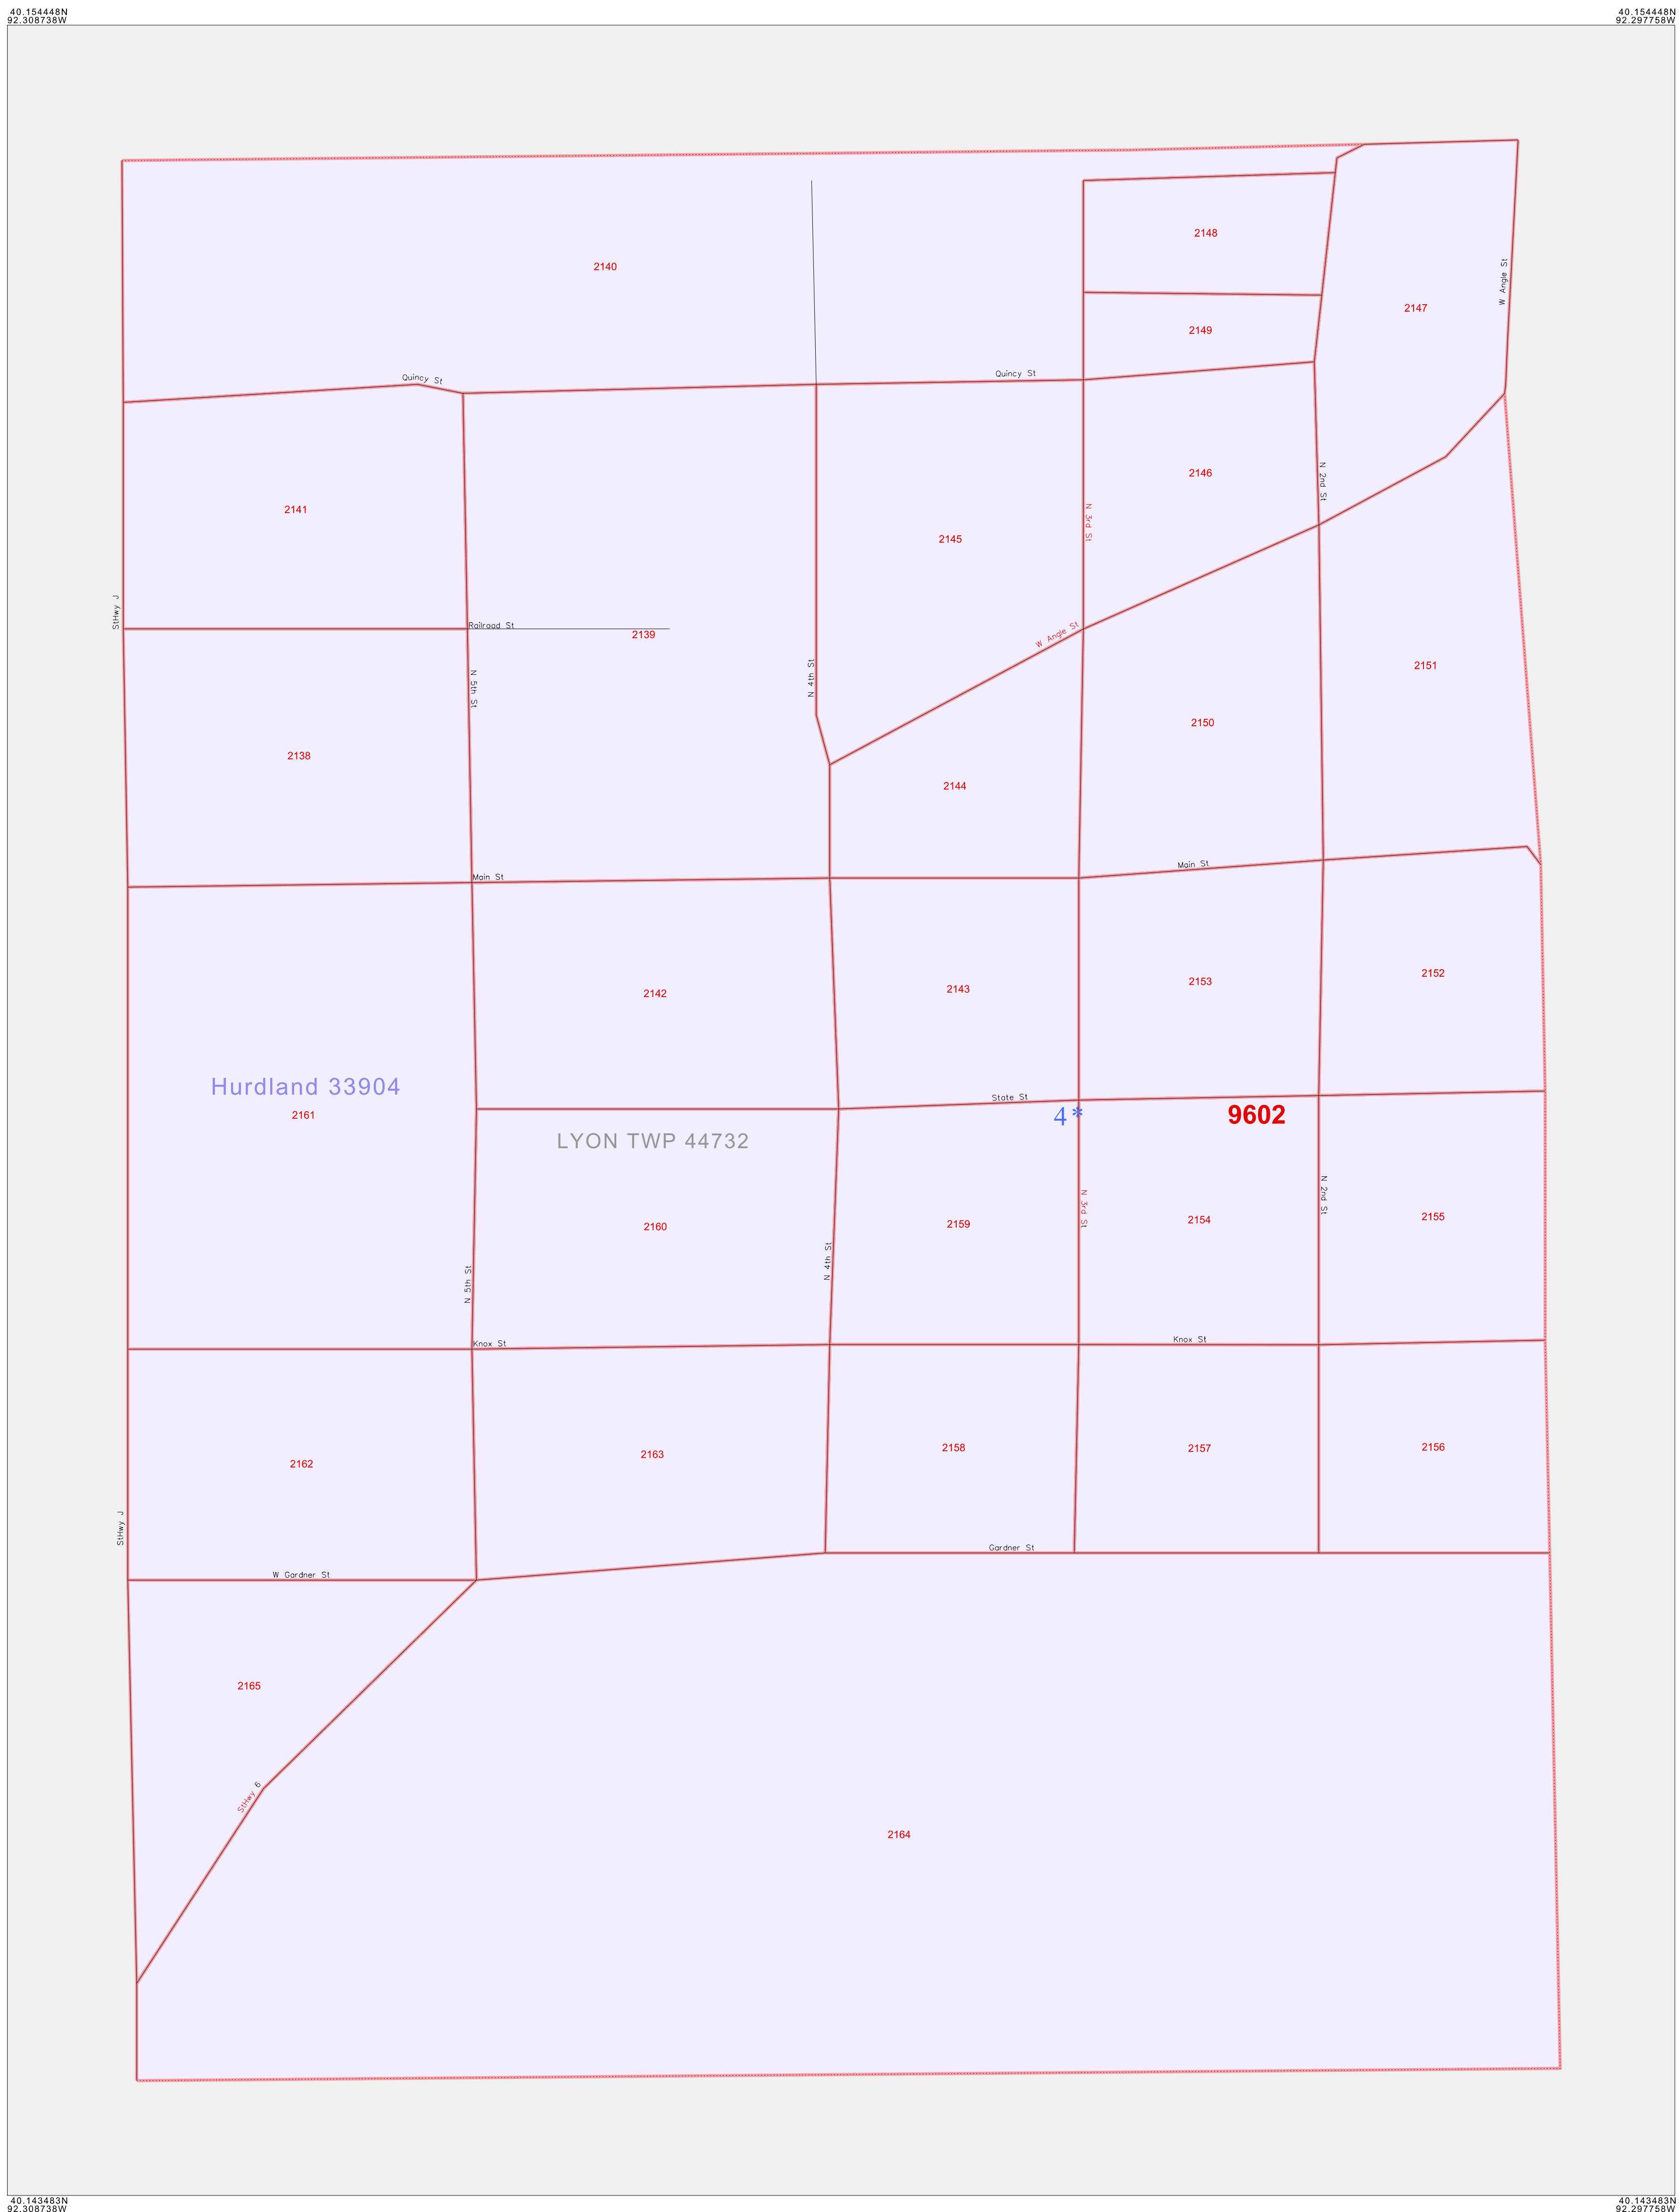 40.154448N
92.308738W
40.154448N
92.297758W
2148
2140
W Angle St
2147
2149
Quincy St
Quincy St
2146
N 2nd St
2141
N 3rd St
2145
StHwy J
Railroad St
2139
W Angle St
2151
N 5th St
N 4th St
2150
2138
2144
Main St
Main St
2152
2153
2143
2142
Hurdland 33904
2161
State St
4*
9602
LYON TWP 44732
N 3rd St
N 2nd St
2154
2155
2159
2160
N 4th St
N 5th St
Knox St
Knox St
2156
2157
2158
2163
2162
StHwy J
Gardner St
W Gardner St
2165
StHwy 6
2164
40.143483N
92.308738W
40.143483N
92.297758W